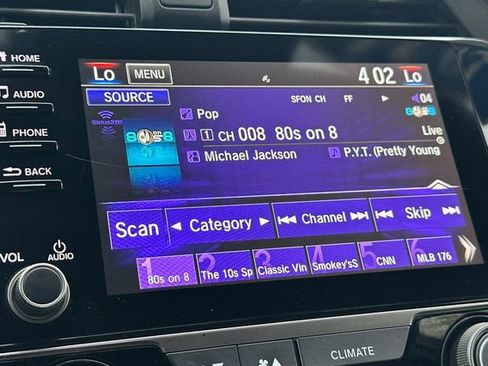 HOME
AUDIO
PHONE
BACK
VOL
AUDIO
Lo MENU 4 02 Lo
SOURCE SFON CH FF 04
SiriusXM Pop
1 CH 008 80s on 8 Live
Michael Jackson P.Y.T. (Pretty Young
Scan Category Channel Skip
1 80s on 8
2 The 10s Sp
3 Classic Vin
4 Smokey'sS
5 CNN
6 MLB 176
CLIMATE